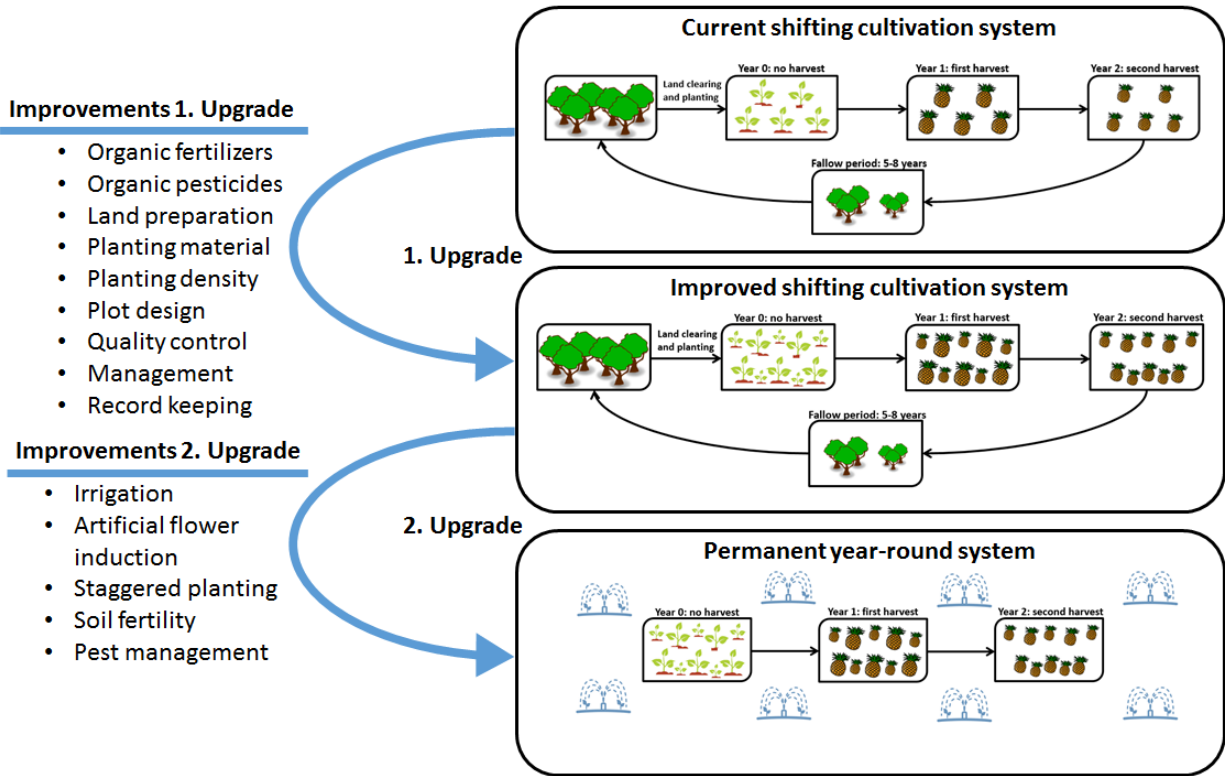 Current shifting cultivation system
Year 0: no harvest
Year 1: first harvest
Year 2: second harvest
Land clearing
and planting
Fallow period: 5-8 years
Improvements 1. Upgrade
• Organic fertilizers
• Organic pesticides
• Land preparation
• Planting material
• Planting density
• Plot design
• Quality control
• Management
• Record keeping
1. Upgrade
Improved shifting cultivation system
Year 0: no harvest
Year 1: first harvest
Year 2: second harvest
Land clearing
and planting
Fallow period: 5-8 years
Improvements 2. Upgrade
• Irrigation
• Artificial flower
induction
• Staggered planting
• Soil fertility
• Pest management
2. Upgrade
Permanent year-round system
Year 0: no harvest
Year 1: first harvest
Year 2: second harvest